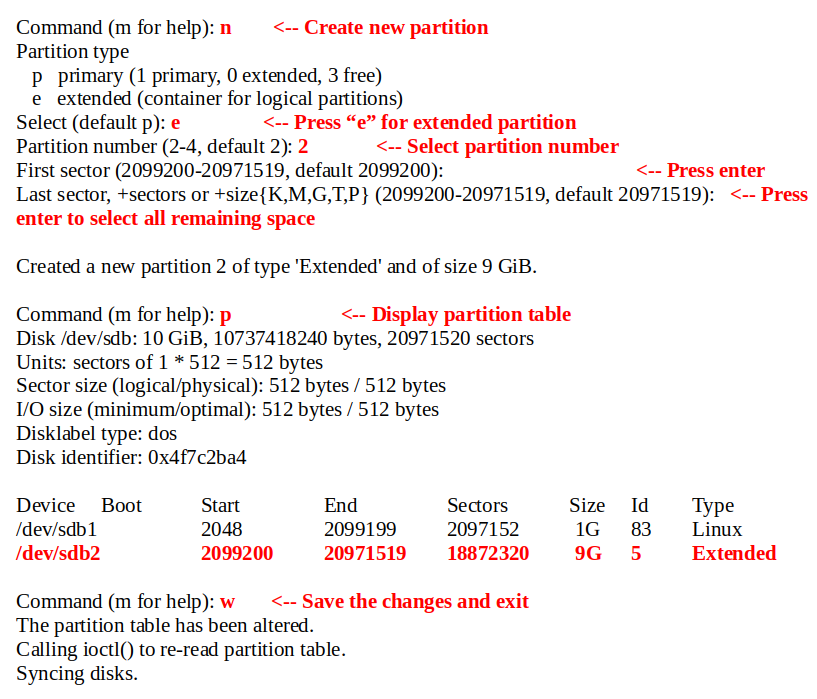 Command (m for help): n <-- Create new partition
Partition type
p primary (1 primary, 0 extended, 3 free)
e extended (container for logical partitions)
Select (default p): e <-- Press “e” for extended partition
Partition number (2-4, default 2): 2 <-- Select partition number
First sector (2099200-20971519, default 2099200): <-- Press enter
Last sector, +sectors or +size{K,M,G,T,P} (2099200-20971519, default 20971519): <-- Press
enter to select all remaining space
Created a new partition 2 of type 'Extended' and of size 9 GiB.
Command (m for help): p <-- Display partition table
Disk /dev/sdb: 10 GiB, 10737418240 bytes, 20971520 sectors
Units: sectors of 1 * 512 = 512 bytes
Sector size (logical/physical): 512 bytes / 512 bytes
I/O size (minimum/optimal): 512 bytes / 512 bytes
Disklabel type: dos
Disk identifier: 0x4f7c2ba4
Device Boot Start End Sectors Size Id Type
/dev/sdb1 2048 2099199 2097152 1G 83 Linux
/dev/sdb2 2099200 20971519 18872320 9G 5 Extended
Command (m for help): w <-- Save the changes and exit
The partition table has been altered.
Calling ioctl() to re-read partition table.
Syncing disks.